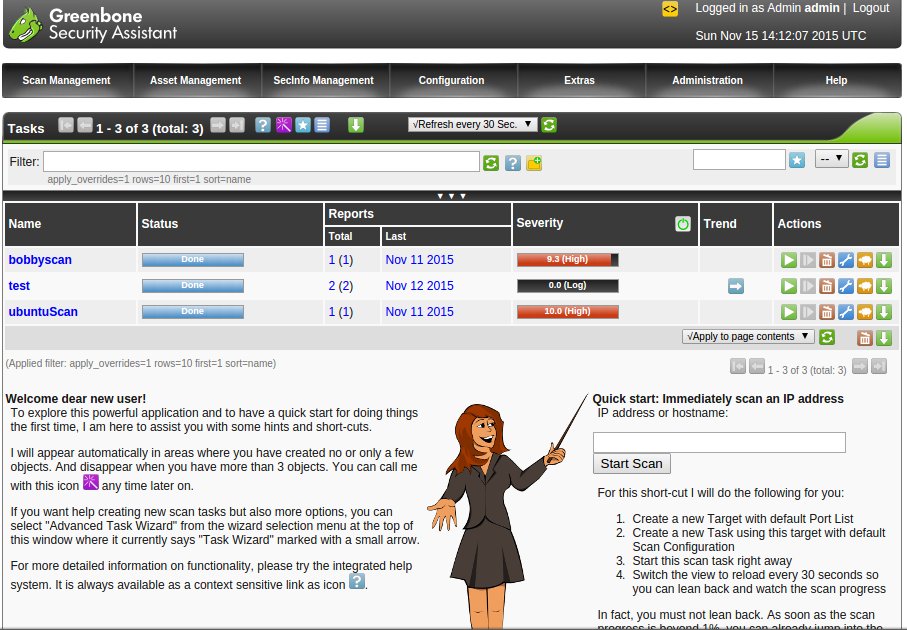 Greenbone
Security Assistant
<>
Logged in as Admin admin | Logout
Sun Nov 15 14:12:07 2015 UTC
Scan Management Asset Management SecInfo Management Configuration Extras Administration Help
Tasks 1 - 3 of 3 (total: 3) ? √Refresh every 30 Sec.
Filter: ? --
apply_overrides=1 rows=10 first=1 sort=name
Name Status Reports Severity Trend Actions
Total Last
bobbyscan Done 1 (1) Nov 11 2015 9.3 (High)
test Done 2 (2) Nov 12 2015 0.0 (Log)
ubuntuScan Done 1 (1) Nov 11 2015 10.0 (High)
√Apply to page contents
(Applied filter: apply_overrides=1 rows=10 first=1 sort=name) 1 - 3 of 3 (total: 3)
Welcome dear new user!
To explore this powerful application and to have a quick start for doing things
the first time, I am here to assist you with some hints and short-cuts.
I will appear automatically in areas where you have created no or only a few
objects. And disappear when you have more than 3 objects. You can call me
with this icon any time later on.
If you want help creating new scan tasks but also more options, you can
select "Advanced Task Wizard" from the wizard selection menu at the top of
this window where it currently says "Task Wizard" marked with a small arrow.
For more detailed information on functionality, please try the integrated help
system. It is always available as a context sensitive link as icon ?.
Quick start: Immediately scan an IP address
IP address or hostname:
Start Scan
For this short-cut I will do the following for you:
1. Create a new Target with default Port List
2. Create a new Task using this target with default
Scan Configuration
3. Start this scan task right away
4. Switch the view to reload every 30 seconds so
you can lean back and watch the scan progress
In fact, you must not lean back. As soon as the scan
progress is beyond 1%, you can already jump into the